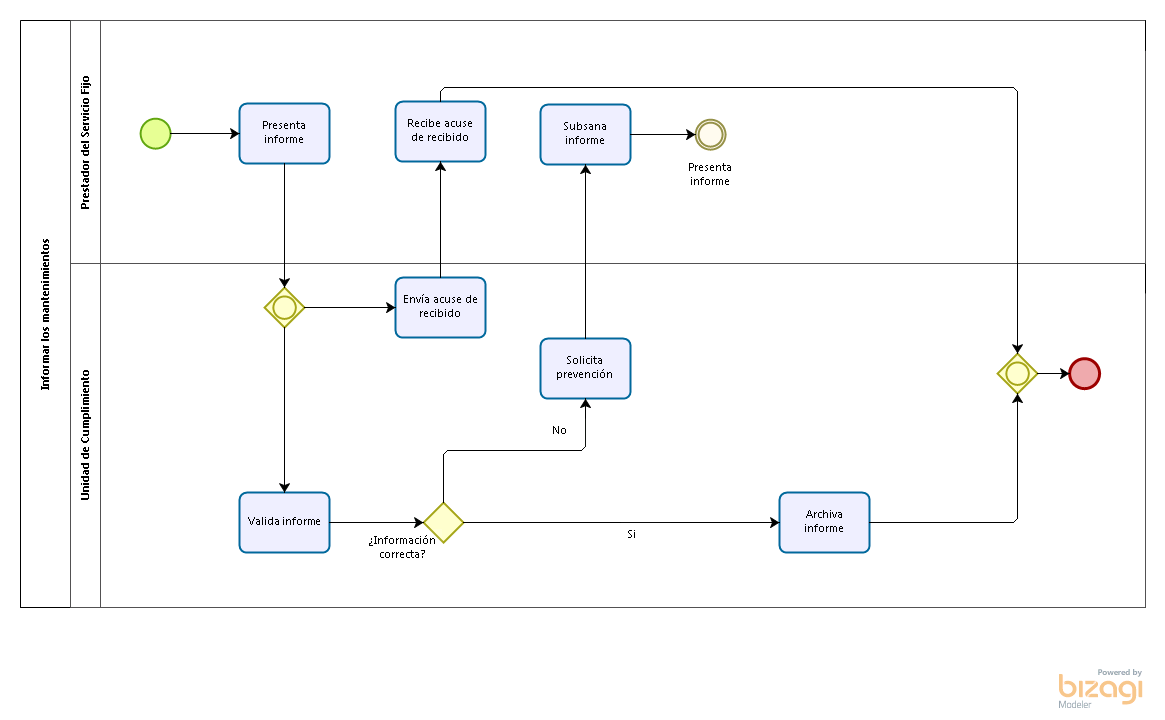 Informar los mantenimientos
Prestador del Servicio Fijo
Presenta
informe
Recibe acuse
de recibido
Subsana
informe
Presenta
informe
Unidad de Cumplimiento
Envía acuse de
recibido
Solicita
prevención
No
Valida informe
¿Información
correcta?
Si
Archiva
informe
Powered by
bizagi
Modeler